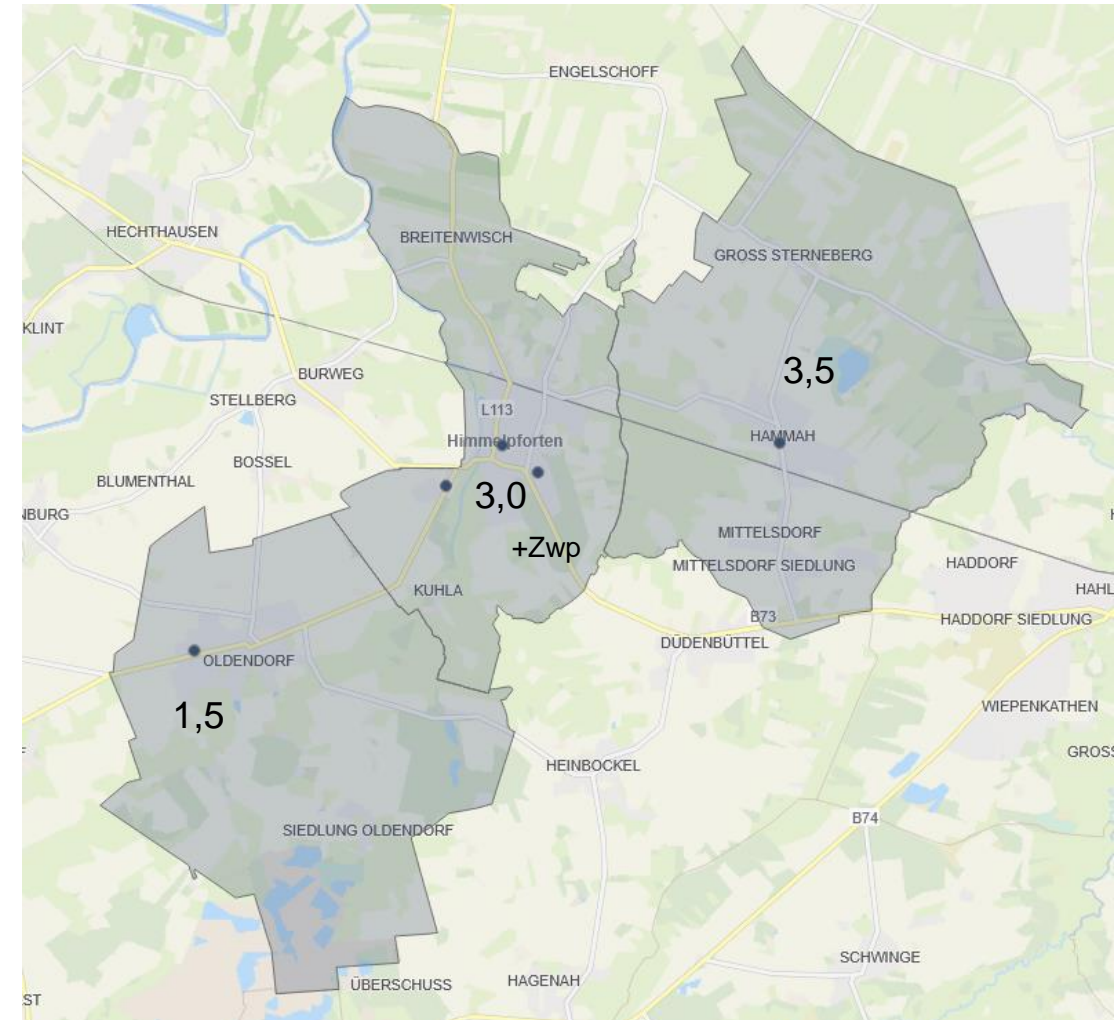 ENGELSCHOFF
HECHTHAUSEN
BREITENWISCH
GROSS STERNEBERG
KLINT
BURWEG
3,5
STELLBERG
L113
Himmelpforten
HAMMAH
BOSSEL
BLUMENTHAL
3,0
NBURG
+Zwp
MITTELSDORF
MITTELSDORF SIEDLUNG
HADDORF
KUHLA
HAHL
B73
HADDORF SIEDLUNG
DÜDENBÜTTEL
OLDENDORF
1,5
WIEPENKATHEN
GROSS
HEINBOCKEL
SIEDLUNG OLDENDORF
B74
SCHWINGE
ÜBERSCHUSS
HAGENAH
ST